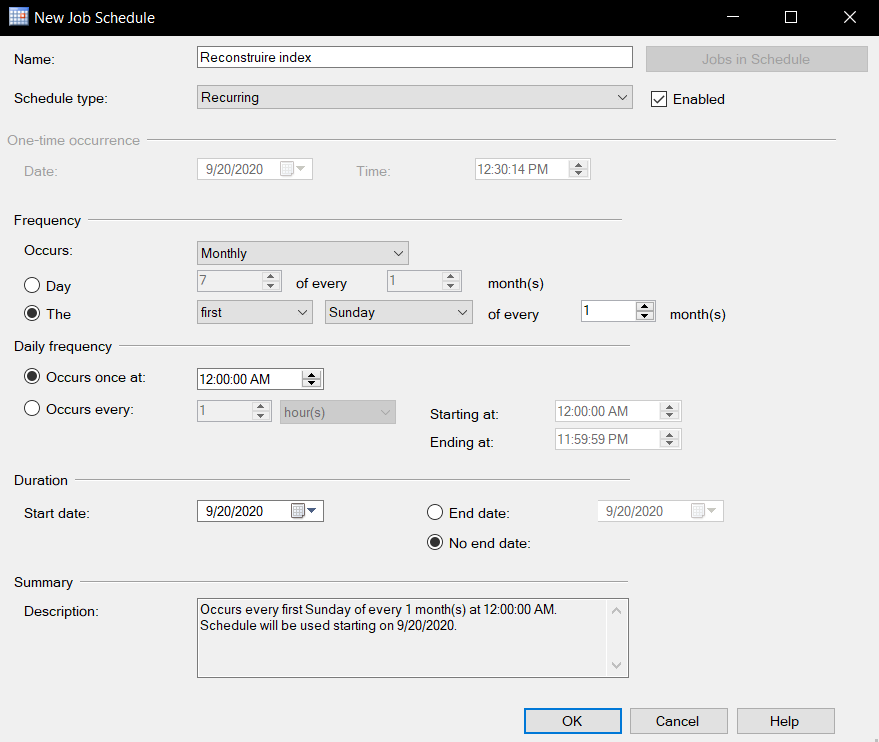 New Job Schedule
Name: Reconstruire index Jobs in Schedule
Schedule type: Recurring Enabled
One-time occurrence
Date: 9/20/2020 Time: 12:30:14 PM
Frequency
Occurs: Monthly
Day 7 of every 1 month(s)
The first Sunday of every 1 month(s)
Daily frequency
Occurs once at: 12:00:00 AM
Occurs every: 1 hour(s) Starting at: 12:00:00 AM
Ending at: 11:59:59 PM
Duration
Start date: 9/20/2020 End date: 9/20/2020
No end date:
Summary
Description: Occurs every first Sunday of every 1 month(s) at 12:00:00 AM.
Schedule will be used starting on 9/20/2020.
OK Cancel Help